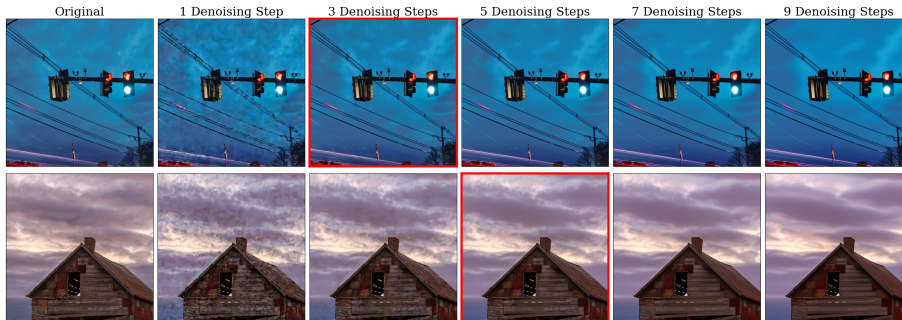 Original
1 Denoising Step
3 Denoising Steps
5 Denoising Steps
7 Denoising Steps
9 Denoising Steps